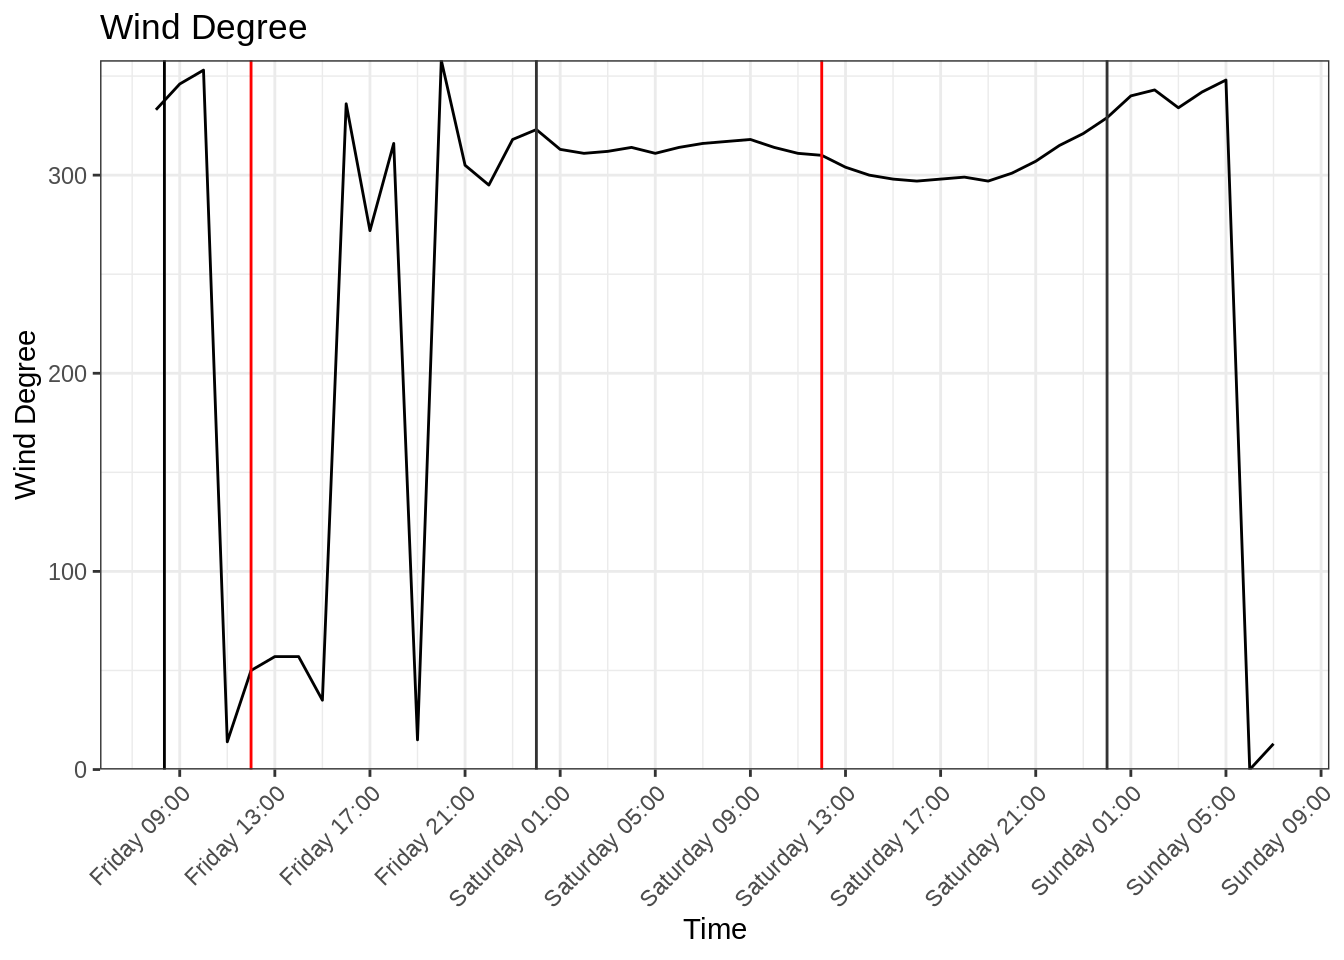 Wind Degree
Wind Degree
300
200
100
0
Friday 09:00
Friday 13:00
Friday 17:00
Friday 21:00
Saturday 01:00
Saturday 05:00
Saturday 09:00
Saturday 13:00
Saturday 17:00
Saturday 21:00
Sunday 01:00
Sunday 05:00
Sunday 09:00
Time